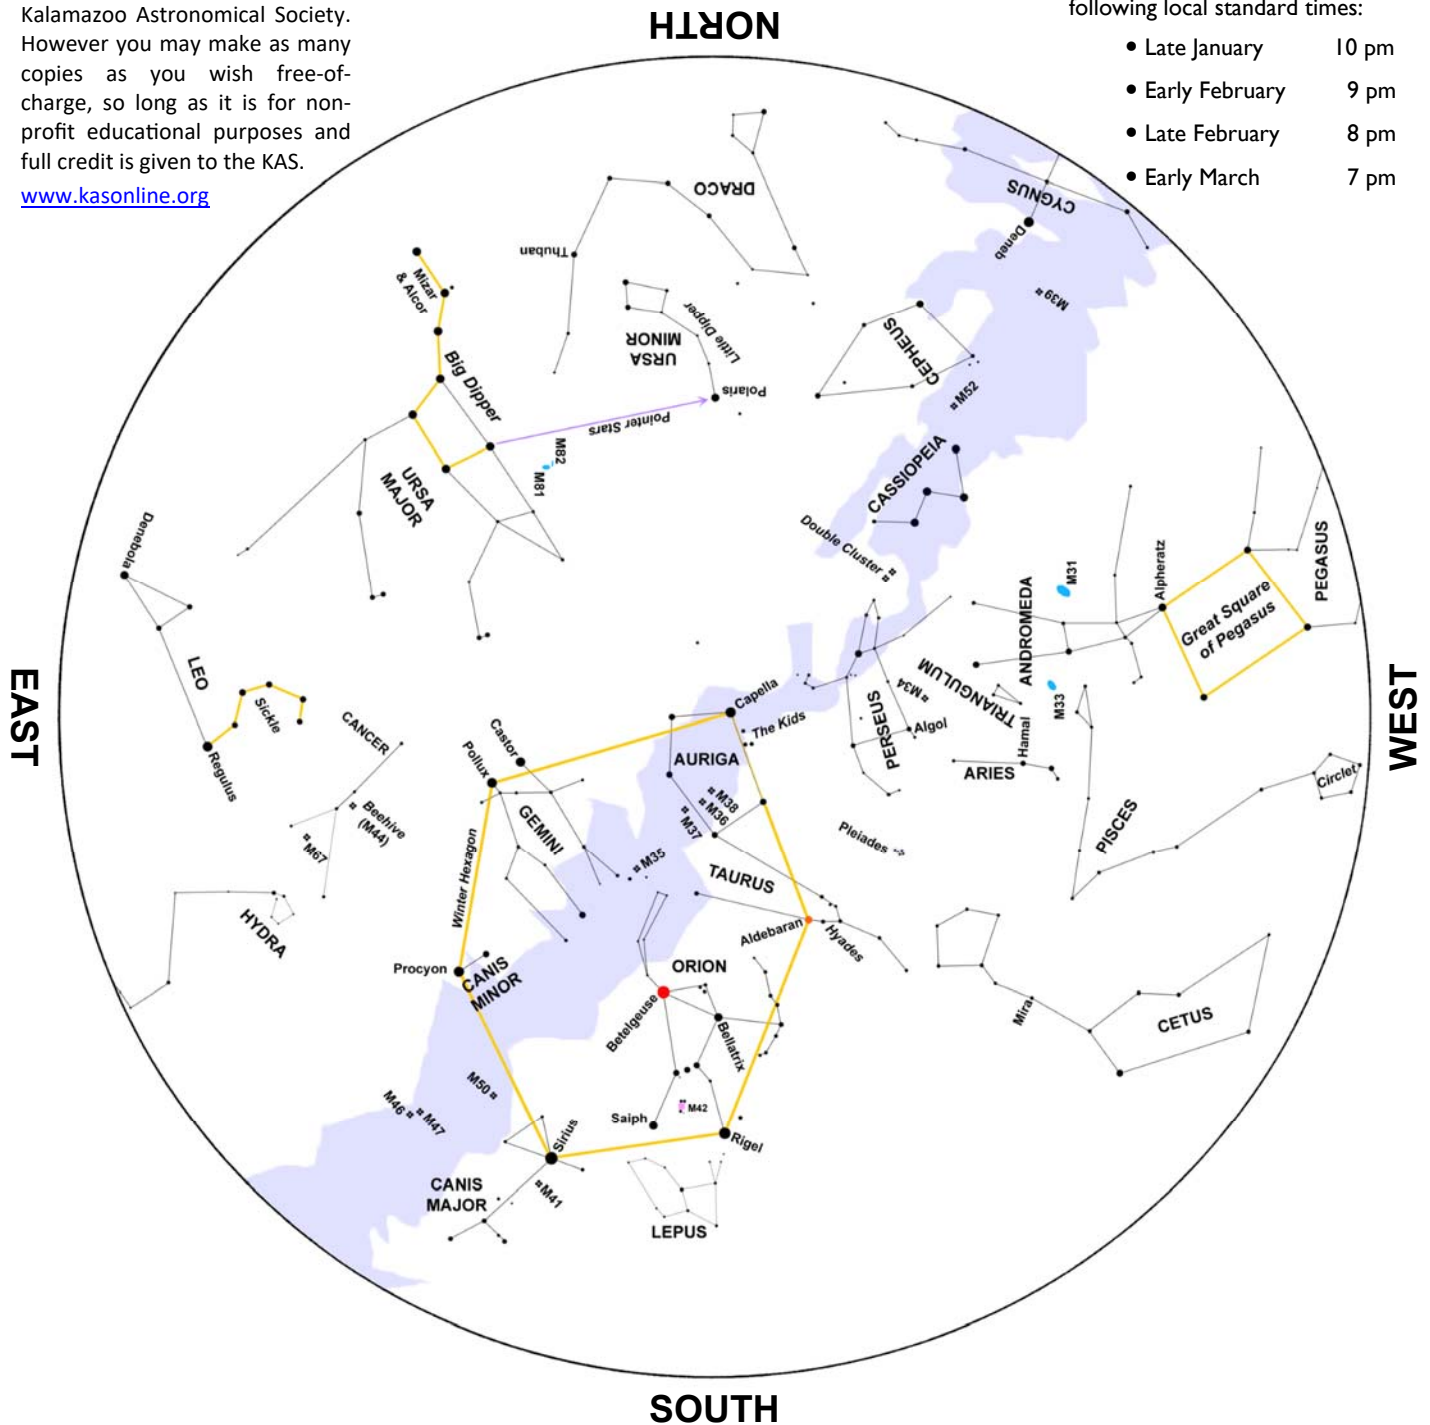 Kalamazoo Astronomical Society.
However you may make as many
copies as you wish free-of-
charge, so long as it is for non-
profit educational purposes and
full credit is given to the KAS.
www.kasonline.org
following local standard times:
• Late January 10 pm
• Early February 9 pm
• Late February 8 pm
• Early March 7 pm
NORTH
DRACO
CYGNUS
Deneb
Thuban
Mizar
& Alcor
M39
Little Dipper
URSA
MINOR
CEPHEUS
Big Dipper
Polaris
M52
Pointer Stars
M82
M81
URSA
MAJOR
CASSIOPEIA
Double Cluster
Denebola
M31
Alpheratz
PEGASUS
Great Square
of Pegasus
ANDROMEDA
LEO
TRIANGULUM
M34
M33
EAST
WEST
Sickle
CANCER
Capella
The Kids
PERSEUS
Algol
Hamal
Castor
Pollux
Regulus
AURIGA
ARIES
Circlet
M38
M36
M37
Beehive
(M44)
M67
GEMINI
Pleiades
PISCES
M35
Winter Hexagon
TAURUS
HYDRA
Aldebaran
Hyades
Procyon
CANIS
MINOR
ORION
Betelgeuse
Bellatrix
Mira
CETUS
M50
M46
M47
Saiph
M42
Rigel
Sirius
CANIS
MAJOR
M41
LEPUS
SOUTH